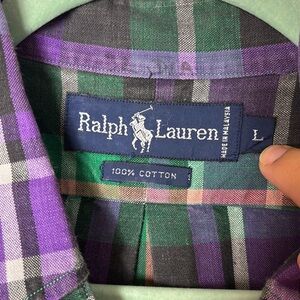 Ralph Lauren
MADE IN MALAYSIA
L
100% COTTON